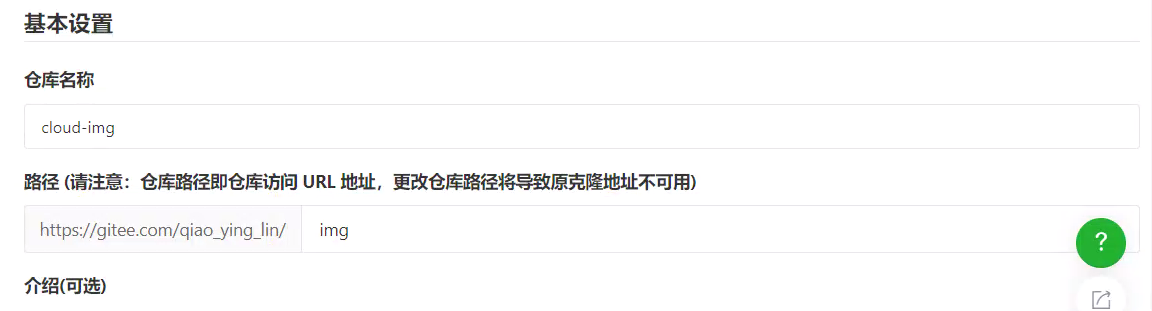 基本设置
仓库名称
cloud-img
路径 (请注意：仓库路径即仓库访问 URL 地址，更改仓库路径将导致原克隆地址不可用)
https://gitee.com/qiao_ying_lin/ img
?
介绍(可选)